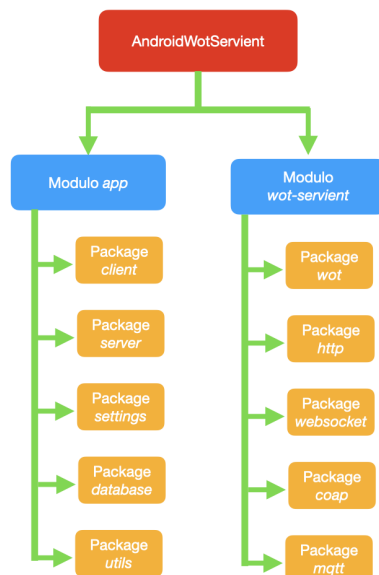 AndroidWotServient
Modulo app
Package
client
Package
server
Package
settings
Package
database
Package
utils
Modulo
wot-servient
Package
wot
Package
http
Package
websocket
Package
coap
Package
mqtt